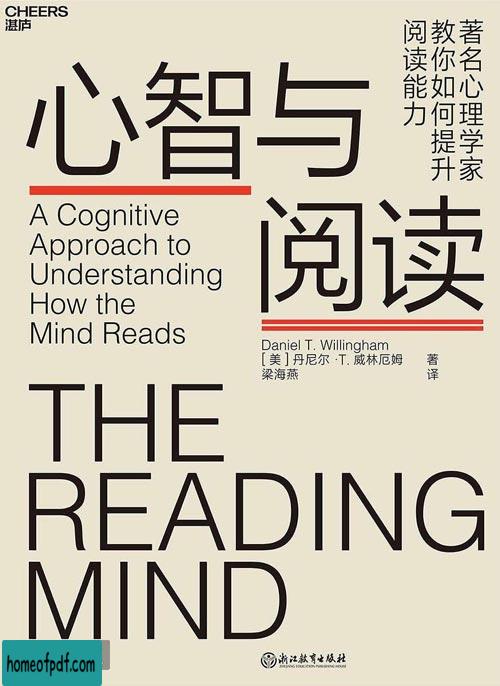 CHEERS
湛庐
著名心理学家
教你如何提升
阅读能力
心智与
阅读
A Cognitive
Approach to
Understanding
How the
Mind Reads
Daniel T. Willingham
[ 美 ] 丹尼尔 ·T. 威林厄姆 著
梁海燕 译
THE
READING
MIND
浙江教育出版社
homeofpdf.com